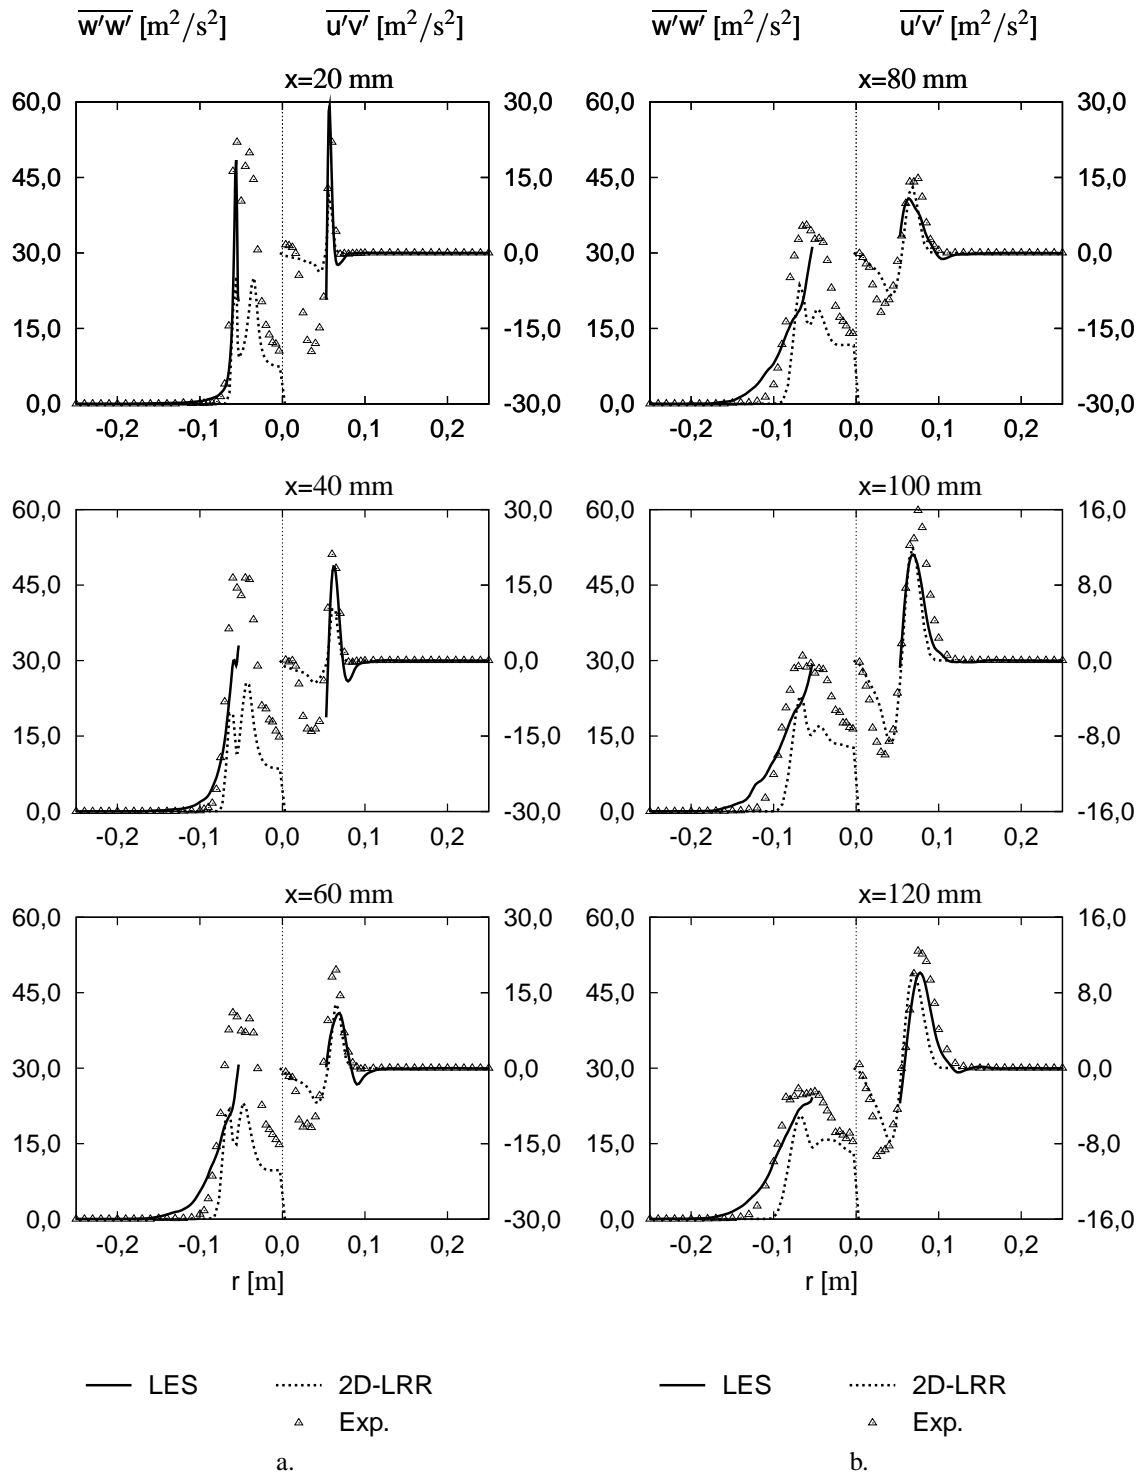 w'w' [m²/s²] u'v' [m²/s²] w'w' [m²/s²] u'v' [m²/s²]
x=20 mm x=80 mm
60,0 30,0 60,0 30,0
45,0 15,0 45,0 15,0
30,0 0,0 30,0 0,0
15,0 -15,0 15,0 -15,0
0,0 -30,0 0,0 -30,0
-0,2 -0,1 0,0 0,1 0,2 -0,2 -0,1 0,0 0,1 0,2
x=40 mm x=100 mm
60,0 30,0 60,0 16,0
45,0 15,0 45,0 8,0
30,0 0,0 30,0 0,0
15,0 -15,0 15,0 -8,0
0,0 -30,0 0,0 -16,0
-0,2 -0,1 0,0 0,1 0,2 -0,2 -0,1 0,0 0,1 0,2
x=60 mm x=120 mm
60,0 30,0 60,0 16,0
45,0 15,0 45,0 8,0
30,0 0,0 30,0 0,0
15,0 -15,0 15,0 -8,0
0,0 -30,0 0,0 -16,0
-0,2 -0,1 0,0 0,1 0,2 -0,2 -0,1 0,0 0,1 0,2
r [m] r [m]
LES 2D-LRR LES 2D-LRR
Exp. Exp.
a. b.